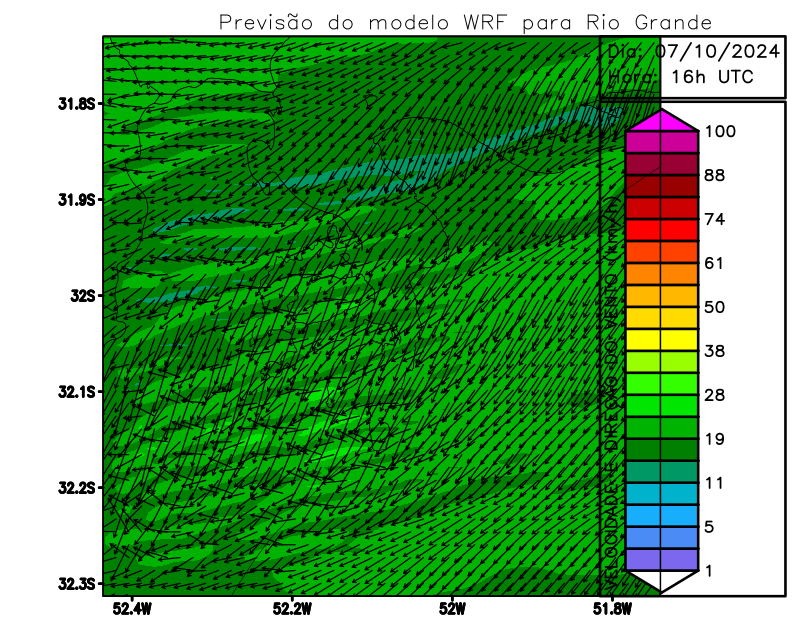 Previsão do modelo WRF para Rio Grande
Dia: 07/10/2024
Hora: 16h UTC
31.8S
31.9S
32S
32.1S
32.2S
32.3S
52.4W
52.2W
52W
51.8W
VELOCIDADE E DIREÇÃO DO VENTO (km/h)
100
88
74
61
50
38
28
19
11
5
1